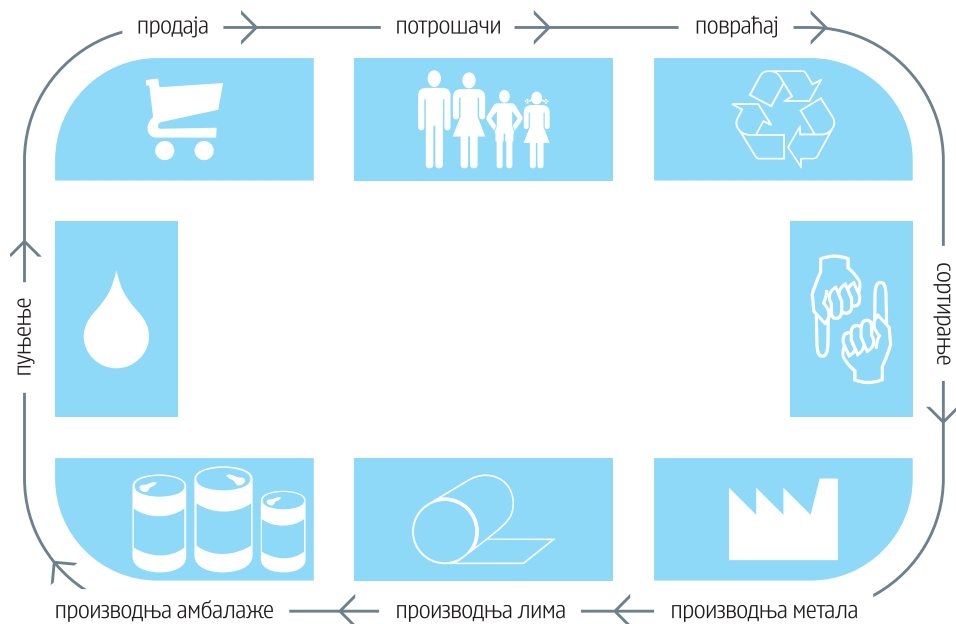 продаја
потрошачи
повраћај
сортирање
пуњење
производња амбалаже
производња лима
производња метала